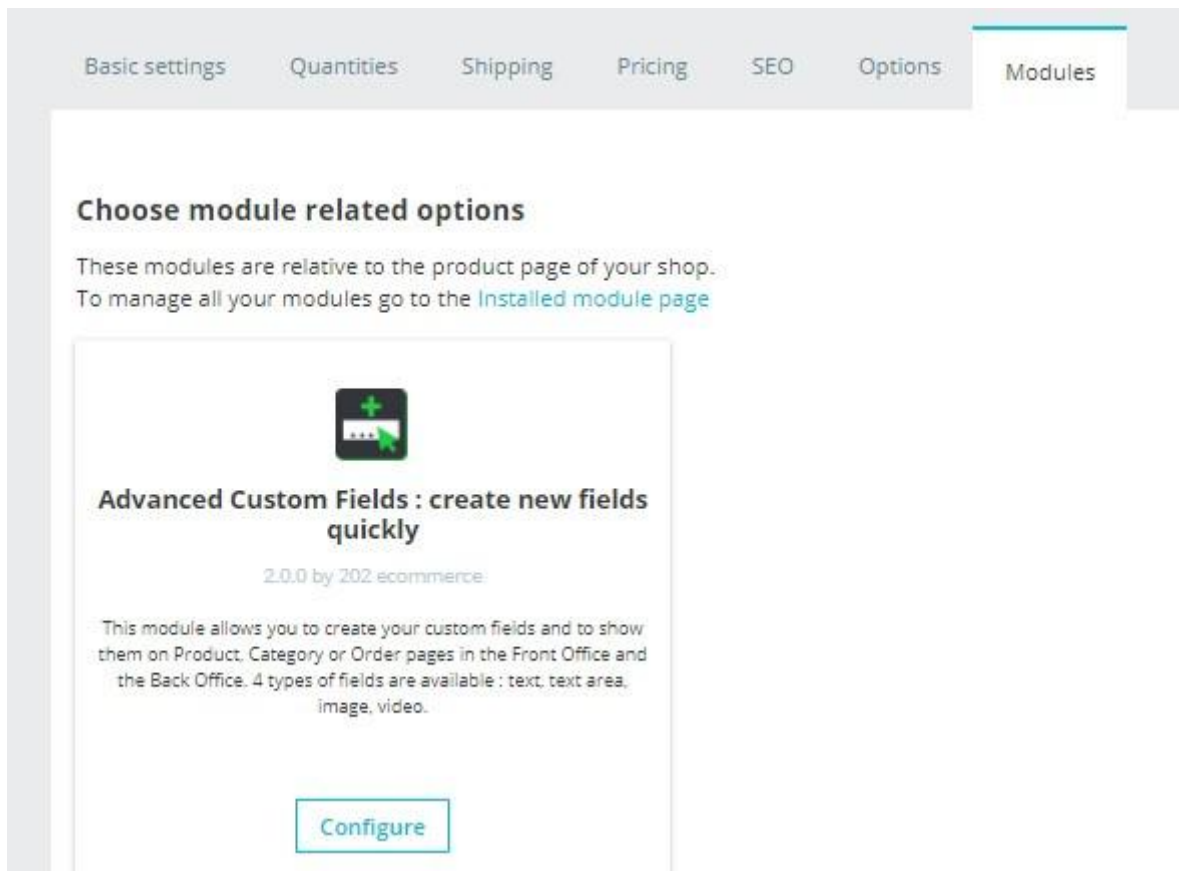 Basic settings Quantities Shipping Pricing SEO Options Modules
Choose module related options
These modules are relative to the product page of your shop.
To manage all your modules go to the Installed module page
Advanced Custom Fields : create new fields
quickly
2.0.0 by 202 ecommerce
This module allows you to create your custom fields and to show
them on Product, Category or Order pages in the Front Office and
the Back Office. 4 types of fields are available : text, text area,
image, video.
Configure